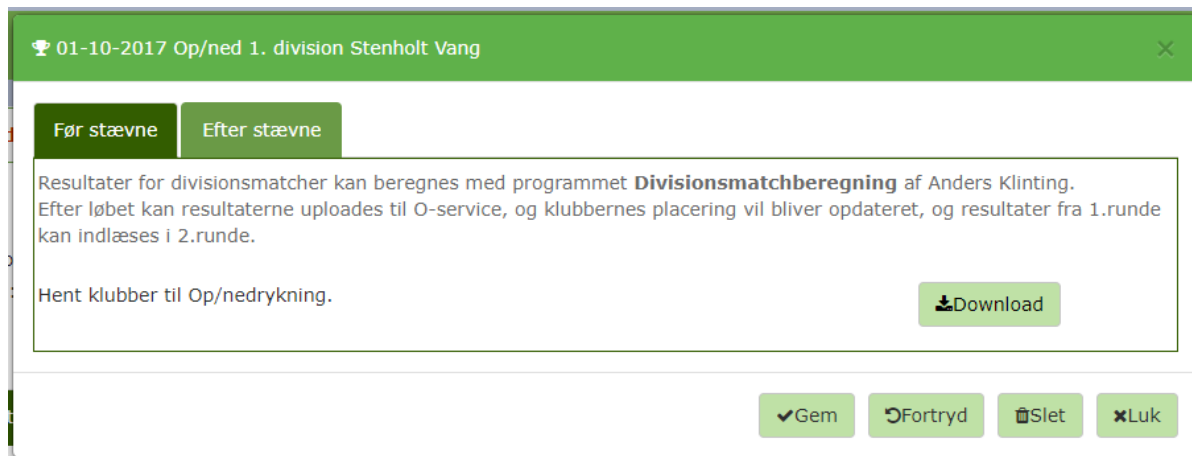 01-10-2017 Op/ned 1. division Stenholt Vang
Før stævne
Efter stævne
Resultater for divisionsmatcher kan beregnes med programmet Divisionsmatchberegning af Anders Klinting.
Efter løbet kan resultaterne uploades til O-service, og klubbernes placering vil bliver opdateret, og resultater fra 1.runde
kan indlæses i 2.runde.
Hent klubber til Op/nedrykning.
Download
Gem
Fortryd
Slet
Luk